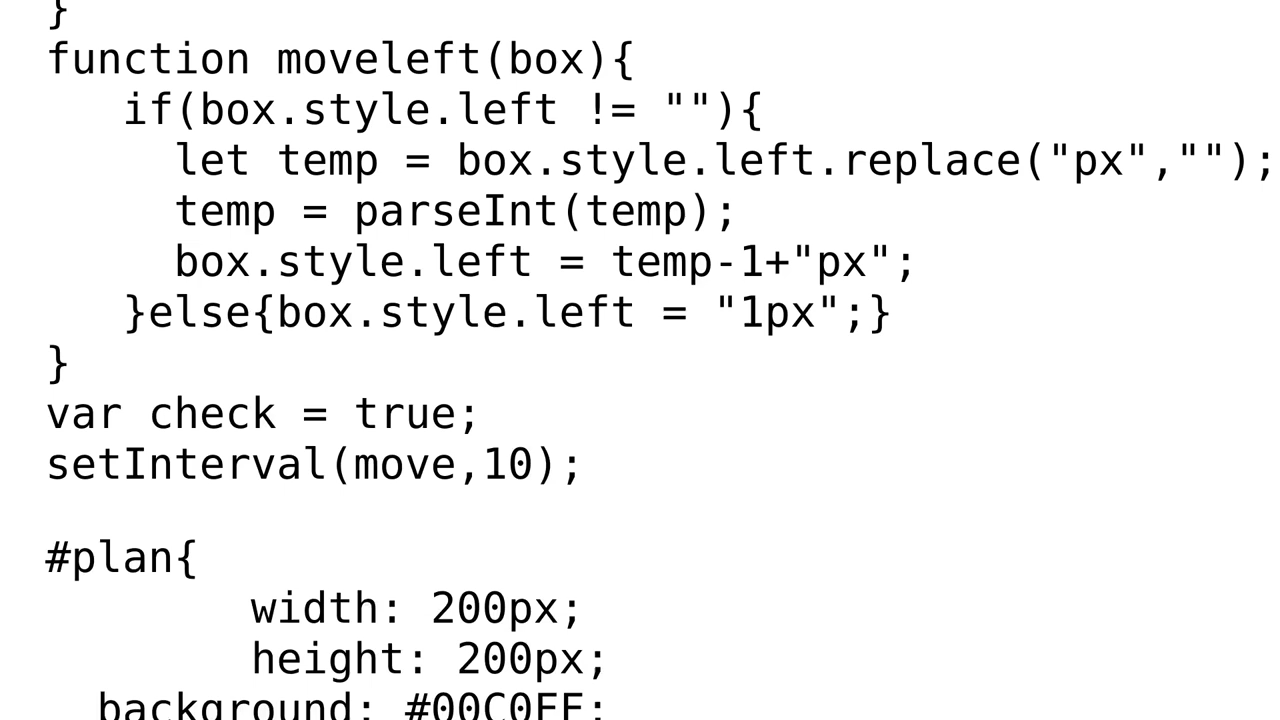 }
function moveleft(box){
   if(box.style.left != ""){
     let temp = box.style.left.replace("px","");
     temp = parseInt(temp);
     box.style.left = temp-1+"px";
   }else{box.style.left = "1px";}
}
var check = true;
setInterval(move,10);

#plan{
        width: 200px;
        height: 200px;
  background: #00C0FF;